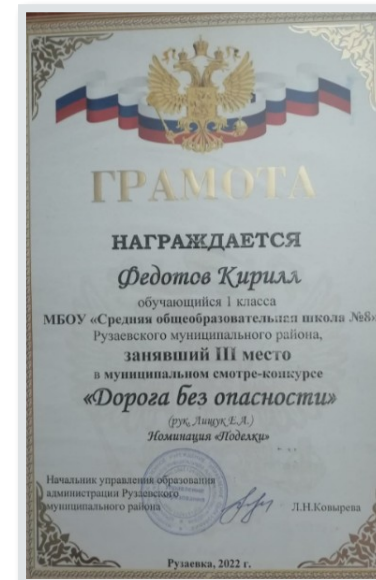 ГРАМОТА
НАГРАЖДАЕТСЯ
Федотов Кирилл
обучающийся 1 класса
МБОУ «Средняя общеобразовательная школа №8»
Рузаевского муниципального района,
занявший III место
в муниципальном смотре-конкурсе
«Дорога без опасности»
(рук. Лищук Е.А.)
Номинация «Поделки»
Начальник управления образования
администрации Рузаевского
муниципального района
Л.Н.Ковырева
Рузаевка, 2022 г.